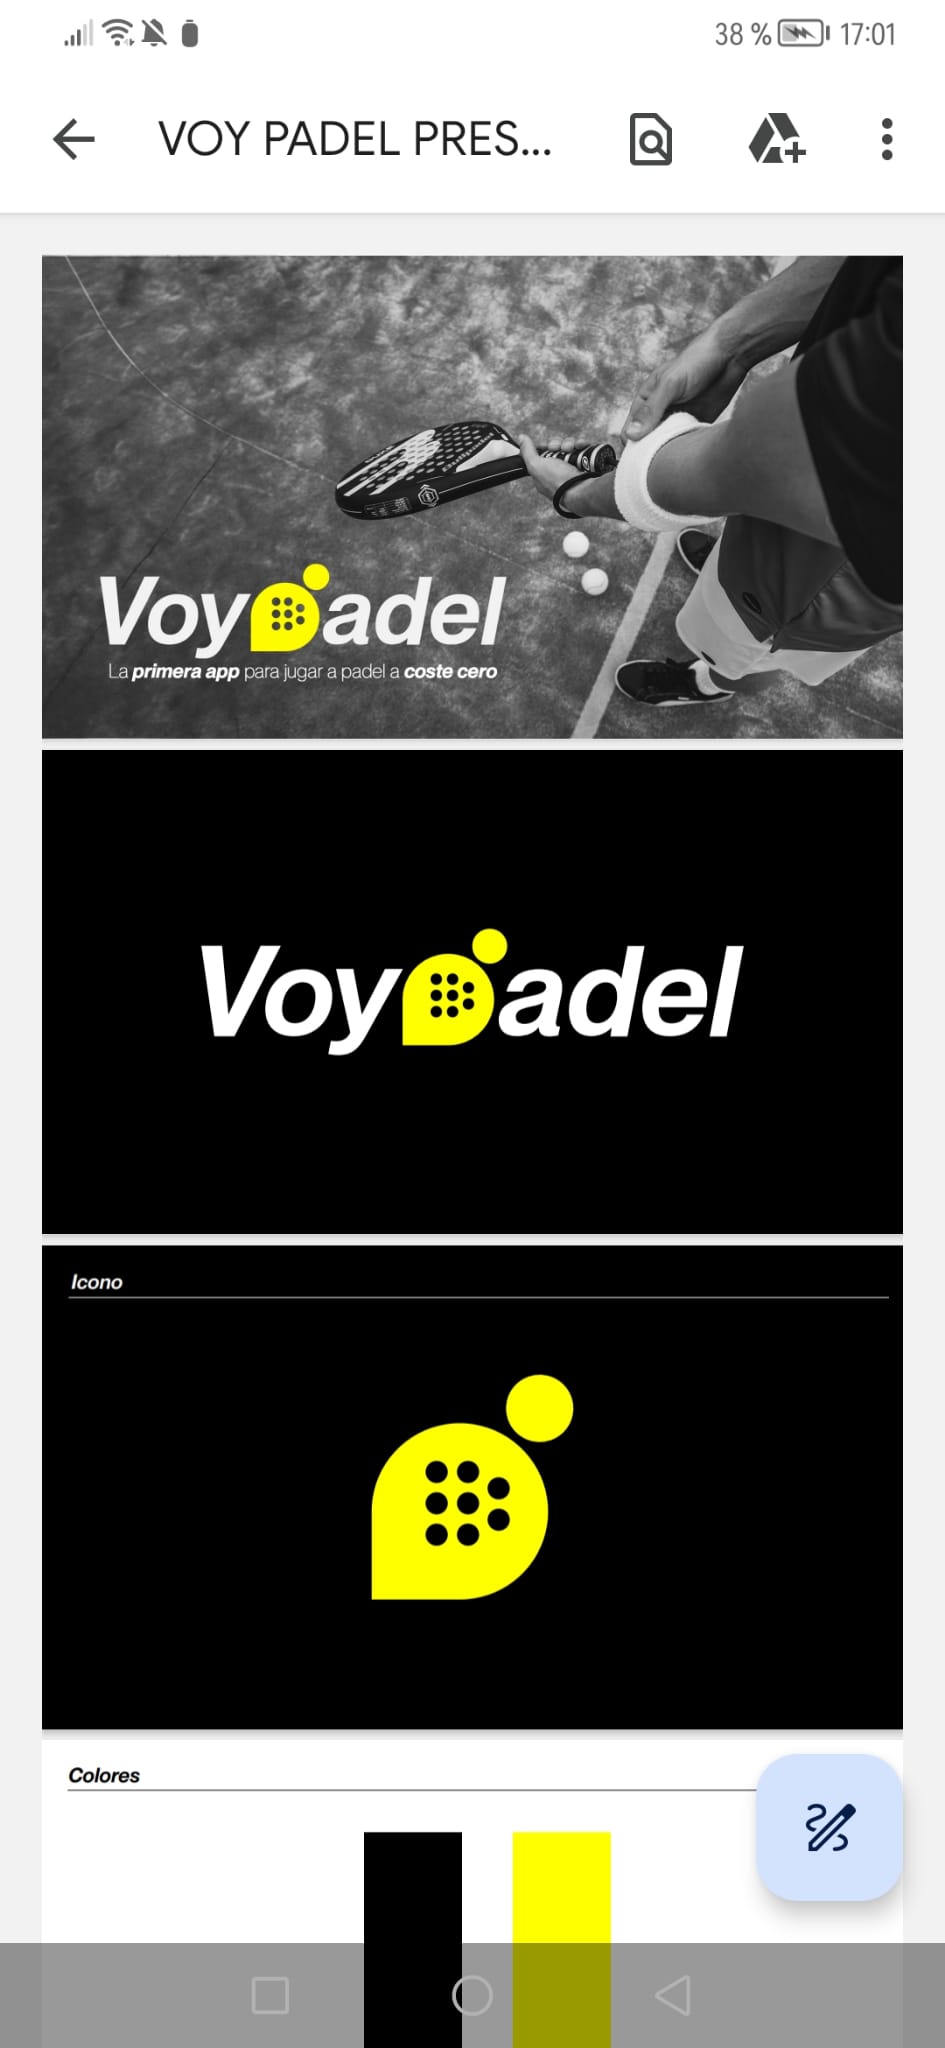 38 % 17:01
VOY PADEL PRES...
Voy adel
La primera app para jugar a padel a coste cero
Voy adel
Icono
Colores